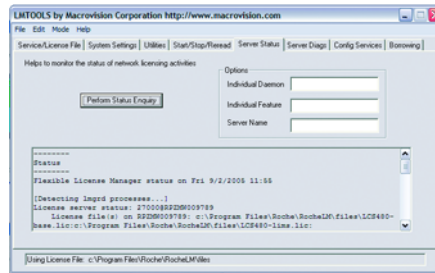 LMTOOLS by Macrovision Corporation http://www.macrovision.com
File Edit Mode Help
Service/License File System Settings Utilities Start/Stop/Reread Server Status Server Diags Config Services Borrowing
Helps to monitor the status of network licensing activities
Options
Individual Daemon
Perform Status Enquiry
Individual Feature
Server Name
--------
Status
--------
Flexible License Manager status on Fri 9/2/2005 11:55
[Detecting lmgrd processes...]
License server status: 27000@RPZMW009789
License file(s) on RPZMW009789: c:\Program Files\Roche\RocheLM\files\LCS480-
base.lic:c:\Program Files\Roche\RocheLM\files\LCS480-lims.lic:
Using License File: c:\Program Files\Roche\RocheLM\files